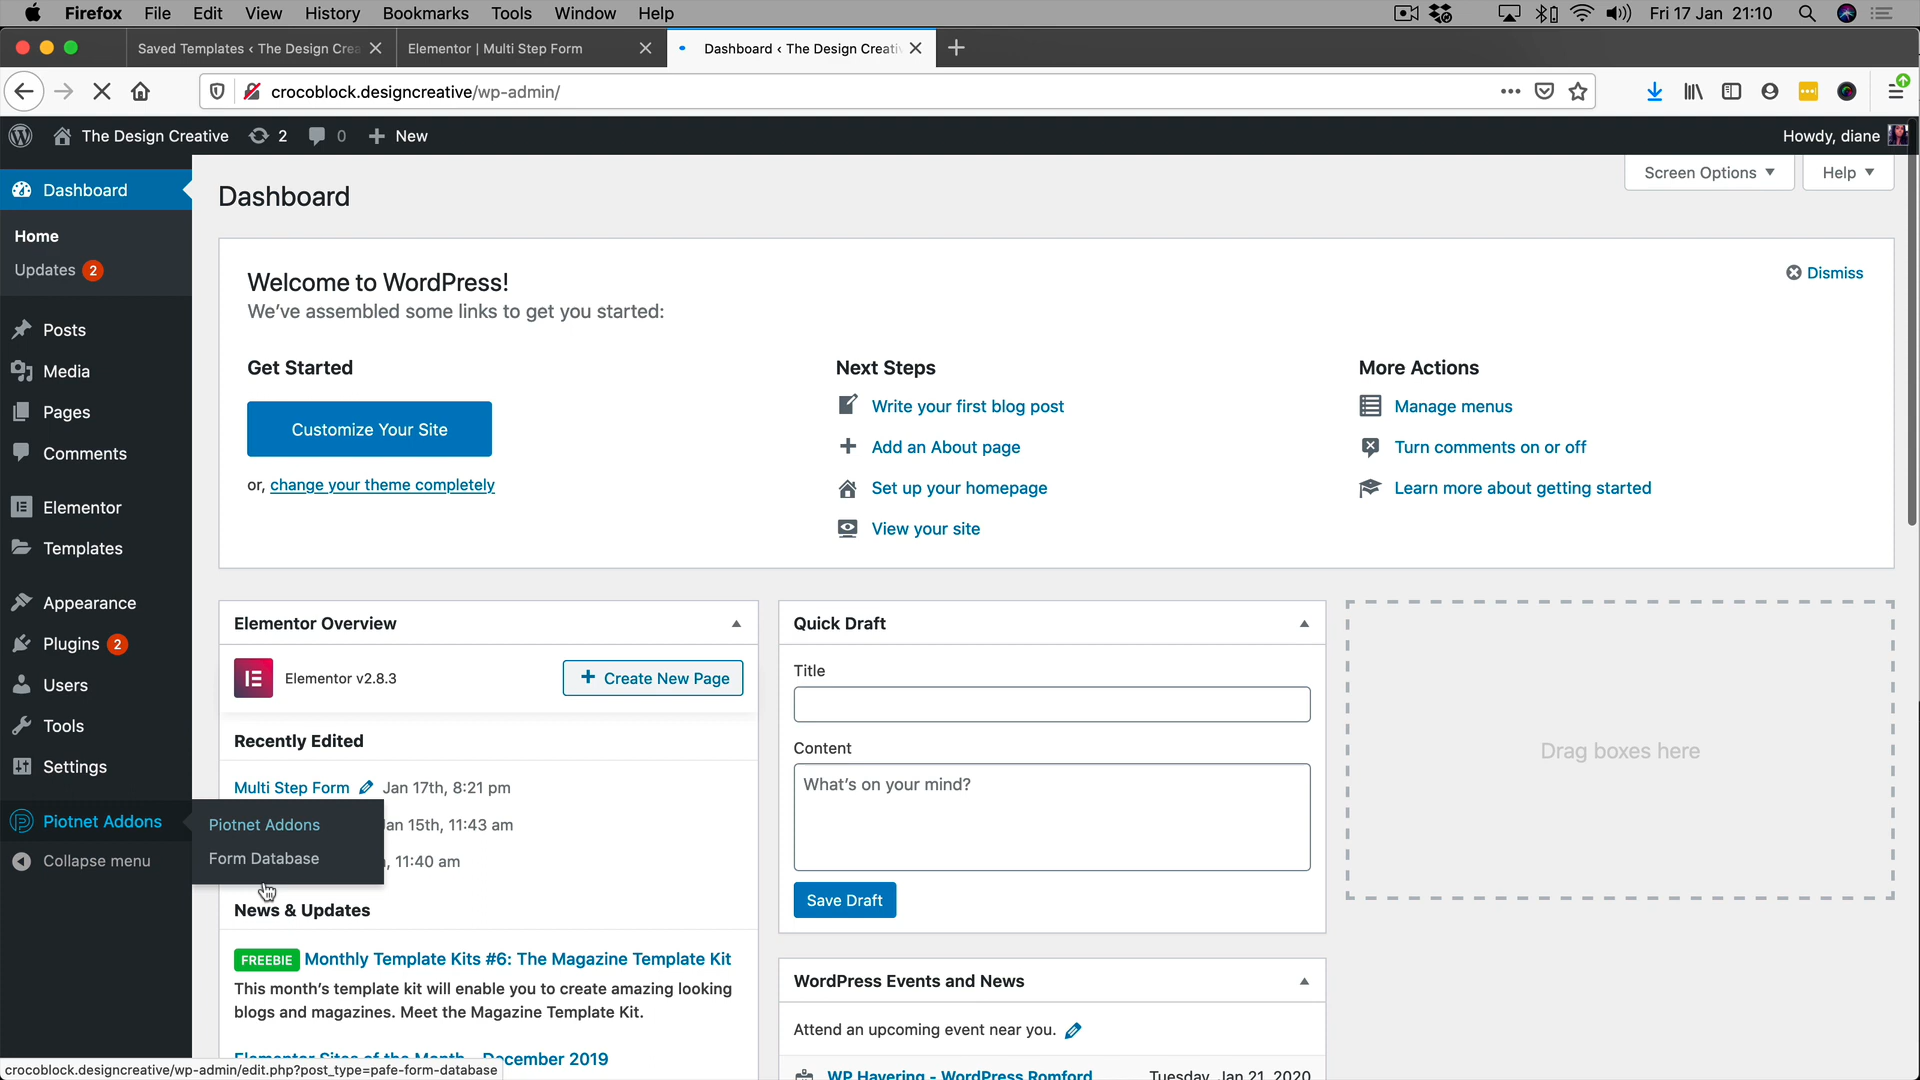 Firefox File Edit View History Bookmarks Tools Window Help Fri 17 Jan 21:10
Saved Templates ‹ The Design Crea Elementor | Multi Step Form Dashboard ‹ The Design Creati
crocoblock.designcreative/wp-admin/
The Design Creative 2 0 New Howdy, diane
Dashboard
Home
Updates 2
Posts
Media
Pages
Comments
Elementor
Templates
Appearance
Plugins 2
Users
Tools
Settings
Piotnet Addons
Collapse menu
Piotnet Addons
Form Database
Dashboard
Screen Options Help
Welcome to WordPress!
We've assembled some links to get you started:
Dismiss
Get Started
Customize Your Site
or, change your theme completely
Next Steps
Write your first blog post
Add an About page
Set up your homepage
View your site
More Actions
Manage menus
Turn comments on or off
Learn more about getting started
Elementor Overview
Elementor v2.8.3
Create New Page
Recently Edited
Multi Step Form Jan 17th, 8:21 pm
an 15th, 11:43 am
, 11:40 am
News & Updates
FREEBIE Monthly Template Kits #6: The Magazine Template Kit
This month's template kit will enable you to create amazing looking
blogs and magazines. Meet the Magazine Template Kit.
Elementor Sites of the Month - December 2019
Quick Draft
Title
Content
What's on your mind?
Save Draft
WordPress Events and News
Attend an upcoming event near you.
WP Havering - WordPress Romford Tuesday, Jan 21, 2020
Drag boxes here
crocoblock.designcreative/wp-admin/edit.php?post_type=pafe-form-database